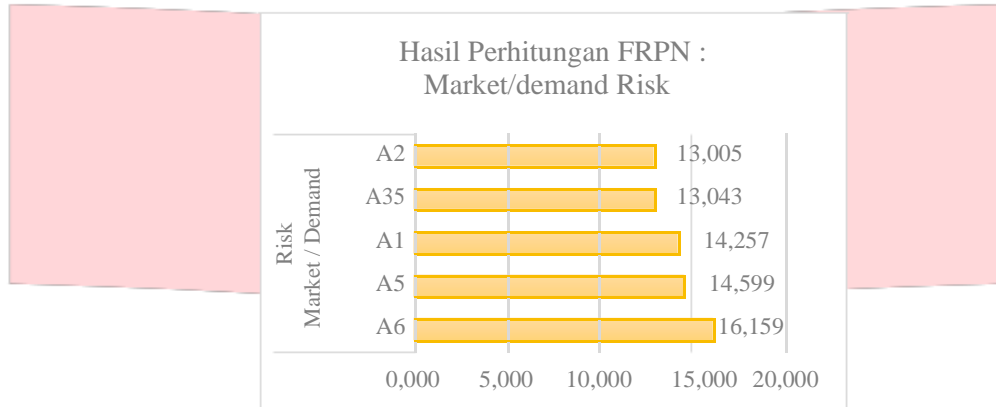 Hasil Perhitungan FRPN :
Market/demand Risk
Risk
Market / Demand
A2
13,005
A35
13,043
A1
14,257
A5
14,599
A6
16,159
0,000
5,000
10,000
15,000
20,000